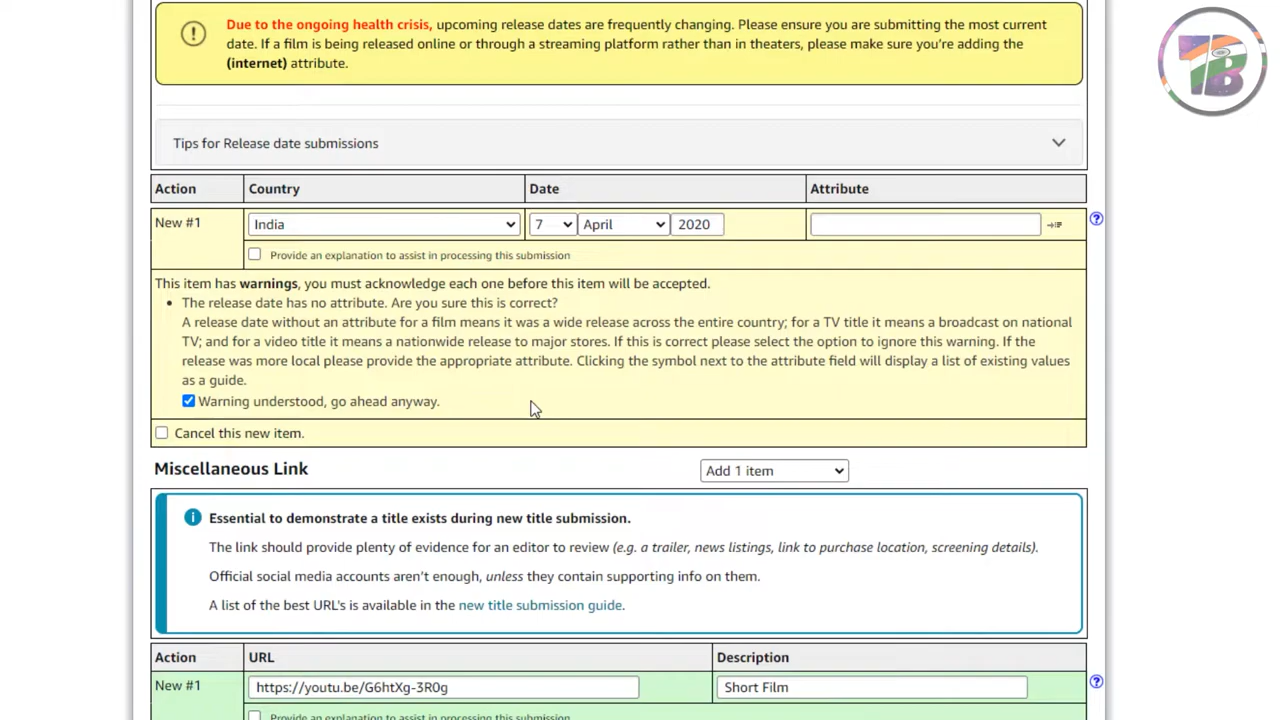 Due to the ongoing health crisis, upcoming release dates are frequently changing. Please ensure you are submitting the most current
date. If a film is being released online or through a streaming platform rather than in theaters, please make sure you're adding the
(internet) attribute.
TB
Tips for Release date submissions
Action Country Date Attribute
New #1 India 7 April 2020
Provide an explanation to assist in processing this submission
This item has warnings, you must acknowledge each one before this item will be accepted.
• The release date has no attribute. Are you sure this is correct?
A release date without an attribute for a film means it was a wide release across the entire country; for a TV title it means a broadcast on national
TV; and for a video title it means a nationwide release to major stores. If this is correct please select the option to ignore this warning. If the
release was more local please provide the appropriate attribute. Clicking the symbol next to the attribute field will display a list of existing values
as a guide.
Warning understood, go ahead anyway.
Cancel this new item.
Miscellaneous Link Add 1 item
Essential to demonstrate a title exists during new title submission.
The link should provide plenty of evidence for an editor to review (e.g. a trailer, news listings, link to purchase location, screening details).
Official social media accounts aren't enough, unless they contain supporting info on them.
A list of the best URL's is available in the new title submission guide.
Action URL Description
New #1 https://youtu.be/G6htXg-3R0g Short Film
Provide an explanation to assist in processing this submission